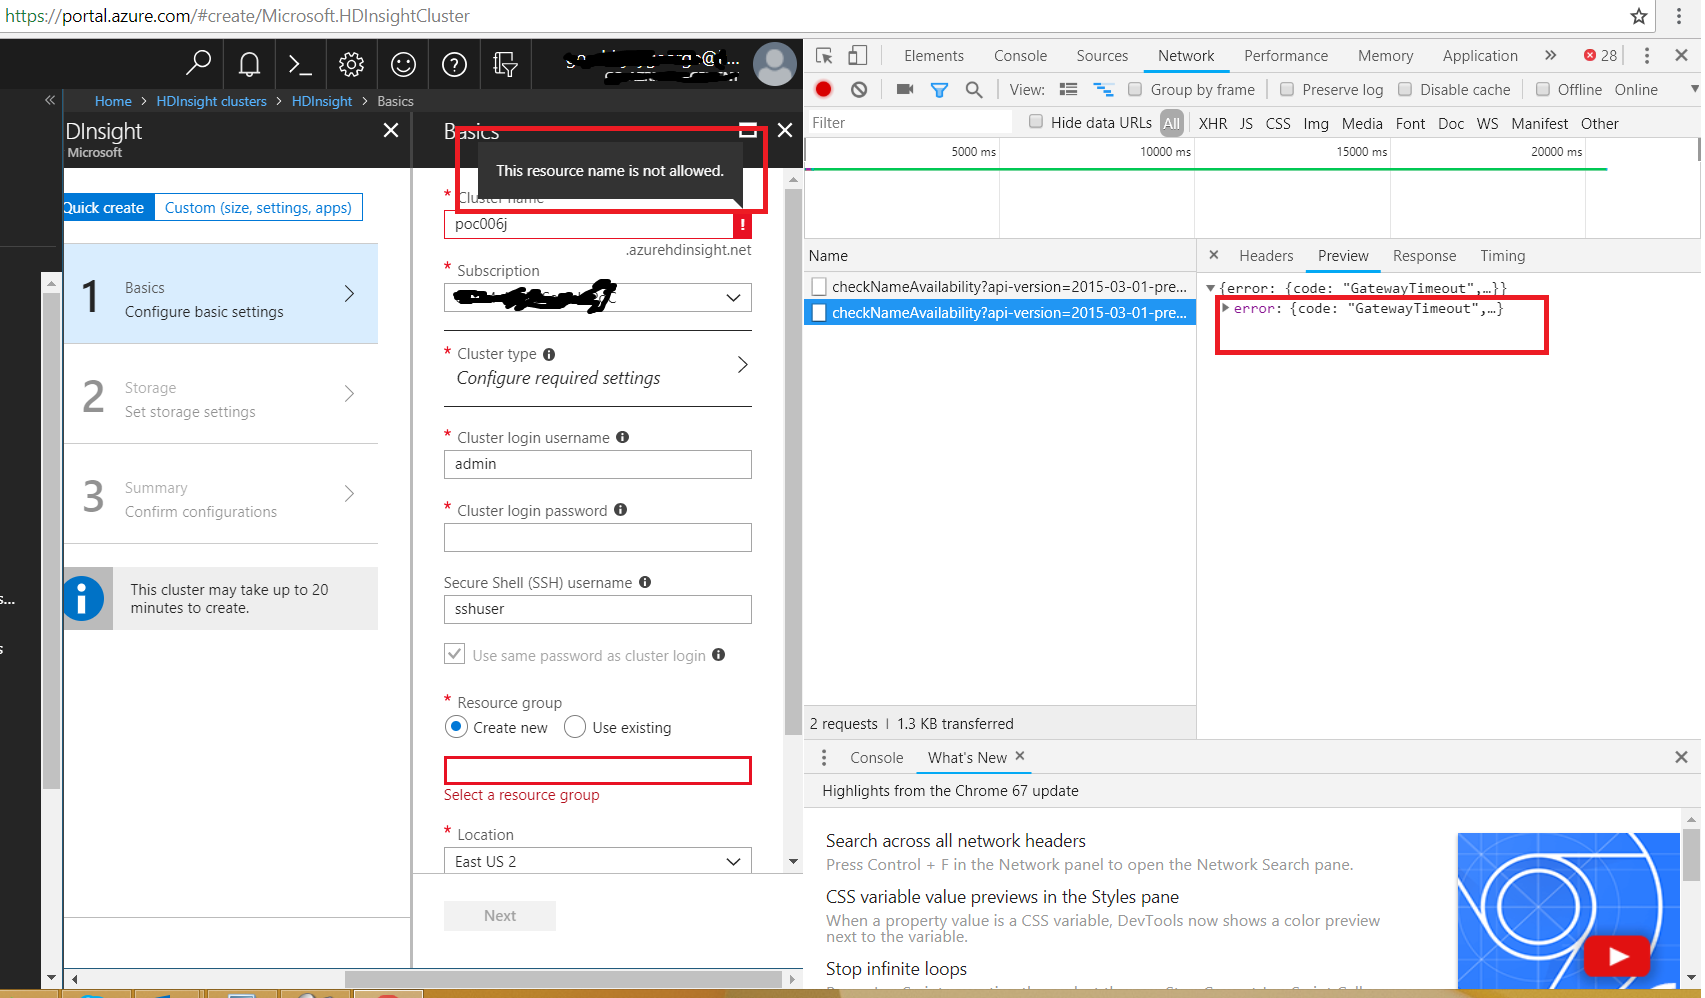 https://portal.azure.com/#create/Microsoft.HDInsightCluster
Home > HDInsight clusters > HDInsight > Basics
DInsight
Microsoft
Quick create
Custom (size, settings, apps)
1
Basics
Configure basic settings
2
Storage
Set storage settings
3
Summary
Confirm configurations
This cluster may take up to 20
minutes to create.
Basics
This resource name is not allowed.
* Cluster name
poc006j
.azurehdinsight.net
* Subscription
* Cluster type
Configure required settings
* Cluster login username
admin
* Cluster login password
Secure Shell (SSH) username
sshuser
Use same password as cluster login
* Resource group
Create new
Use existing
Select a resource group
* Location
East US 2
Next
Elements Console Sources Network Performance Memory Application » 28
View: Group by frame Preserve log Disable cache Offline Online
Filter Hide data URLs All XHR JS CSS Img Media Font Doc WS Manifest Other
5000 ms 10000 ms 15000 ms 20000 ms
Name
checkNameAvailability?api-version=2015-03-01-pre...
checkNameAvailability?api-version=2015-03-01-pre...
2 requests | 1.3 KB transferred
Headers Preview Response Timing
{error: {code: "GatewayTimeout",…}}
error: {code: "GatewayTimeout",…}
Console What's New
Highlights from the Chrome 67 update
Search across all network headers
Press Control + F in the Network panel to open the Network Search pane.
CSS variable value previews in the Styles pane
When a property value is a CSS variable, DevTools now shows a color preview
next to the variable.
Stop infinite loops